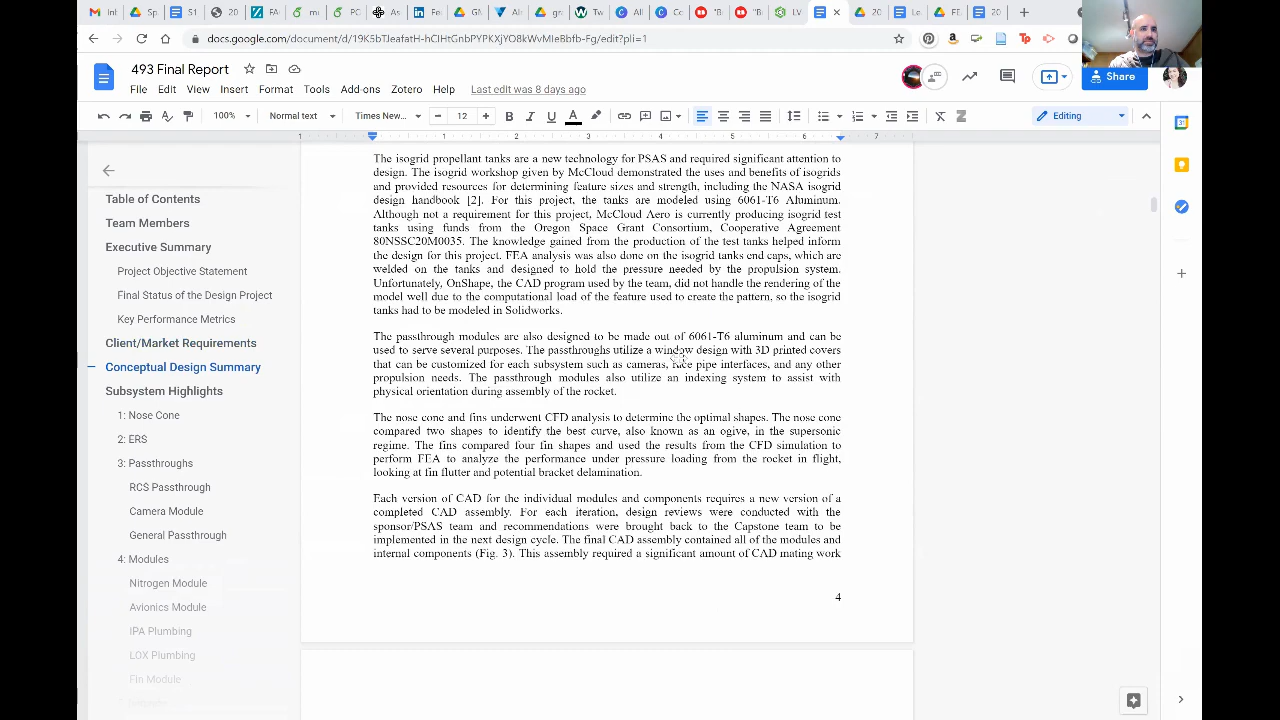 docs.google.com/document/d/
493 Final Report
File Edit View Insert Format Tools Add-ons Zotero Help Last edit was 8 days ago
Share
100% Normal text Times New... 12 Editing
1 1 2 3 4 5 6 7
Table of Contents
Team Members
Executive Summary
Project Objective Statement
Final Status of the Design Project
Key Performance Metrics
Client/Market Requirements
Conceptual Design Summary
Subsystem Highlights
1: Nose Cone
2: ERS
3: Passthroughs
RCS Passthrough
Camera Module
General Passthrough
4: Modules
Nitrogen Module
Avionics Module
IPA Plumbing
LOX Plumbing
Fin Module
The isogrid propellant tanks are a new technology for PSAS and required significant attention to
design. The isogrid workshop given by McCloud demonstrated the uses and benefits of isogrids
and provided resources for determining feature sizes and strength, including the NASA isogrid
design handbook [2]. For this project, the tanks are modeled using 6061-T6 Aluminum.
Although not a requirement for this project, McCloud Aero is currently producing isogrid test
tanks using funds from the Oregon Space Grant Consortium, Cooperative Agreement
80NSSC20M0035. The knowledge gained from the production of the test tanks helped inform
the design for this project. FEA analysis was also done on the isogrid tanks end caps, which are
welded on the tanks and designed to hold the pressure needed by the propulsion system.
Unfortunately, OnShape, the CAD program used by the team, did not handle the rendering of the
model well due to the computational load of the feature used to create the pattern, so the isogrid
tanks had to be modeled in Solidworks.
The passthrough modules are also designed to be made out of 6061-T6 aluminum and can be
used to serve several purposes. The passthroughs utilize a window design with 3D printed covers
that can be customized for each subsystem such as cameras, race pipe interfaces, and any other
propulsion needs. The passthrough modules also utilize an indexing system to assist with
physical orientation during assembly of the rocket.
The nose cone and fins underwent CFD analysis to determine the optimal shapes. The nose cone
compared two shapes to identify the best curve, also known as an ogive, in the supersonic
regime. The fins compared four fin shapes and used the results from the CFD simulation to
perform FEA to analyze the performance under pressure loading from the rocket in flight,
looking at fin flutter and potential bracket delamination.
Each version of CAD for the individual modules and components requires a new version of a
completed CAD assembly. For each iteration, design reviews were conducted with the
sponsor/PSAS team and recommendations were brought back to the Capstone team to be
implemented in the next design cycle. The final CAD assembly contained all of the modules and
internal components (Fig. 3). This assembly required a significant amount of CAD mating work
4